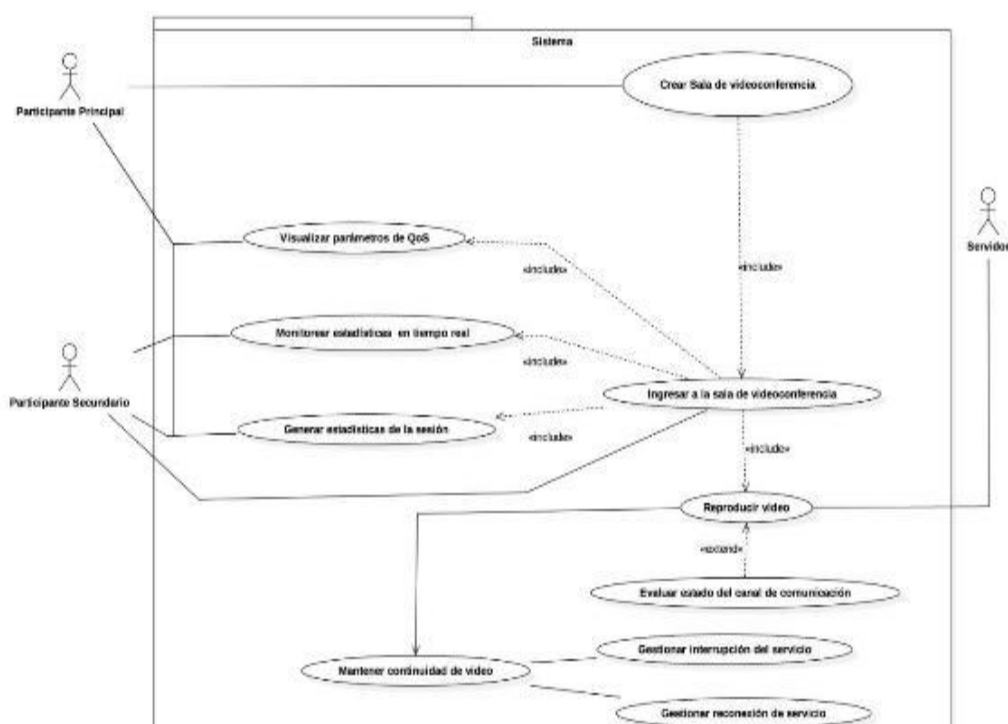 Sistema
Crear Sala de videoconferencia
Participante Principal
Visualizar parámetros de QoS
Servidor
«include»
«include»
Monitorear estadísticas en tiempo real
«include»
Ingresar a la sala de videoconferencia
Participante Secundario
Generar estadísticas de la sesión
«include»
«include»
Reproducir video
«extend»
Evaluar estado del canal de comunicación
Gestionar interrupción del servicio
Mantener continuidad de video
Gestionar reconexión de servicio